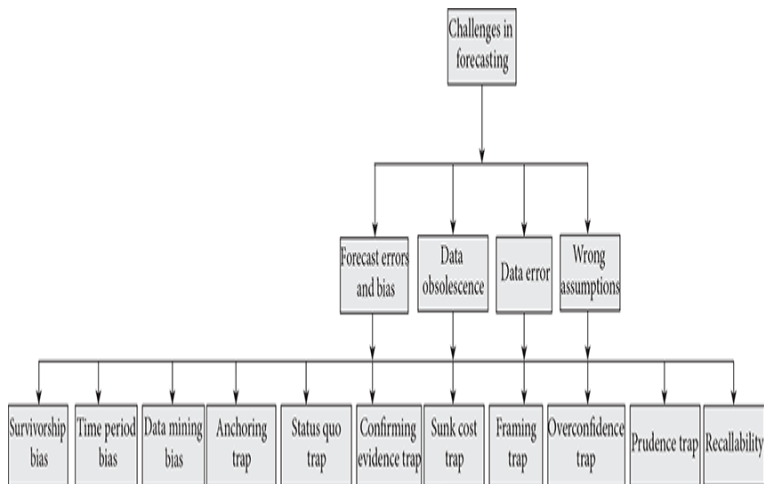 Challenges in
forecasting
Forecast errors
and bias
Data
obsolescence
Data error
Wrong
assumptions
Survivorship
bias
Time period
bias
Data mining
bias
Anchoring
trap
Status quo
trap
Confirming
evidence trap
Sunk cost
trap
Framing
trap
Overconfidence
trap
Prudence trap
Recallability